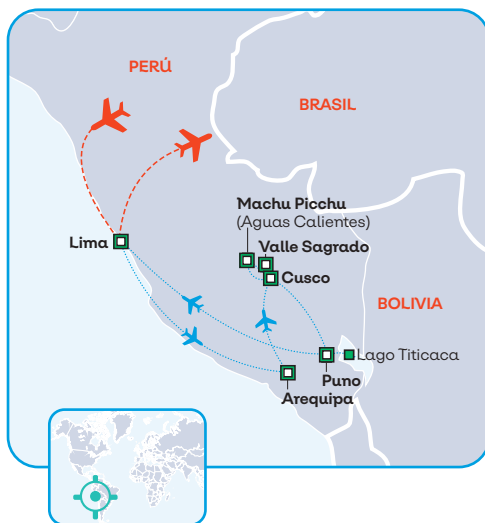 PERÚ
BRASIL
Machu Picchu
(Aguas Calientes)
Valle Sagrado
Lima
Cusco
BOLIVIA
Lago Titicaca
Puno
Arequipa